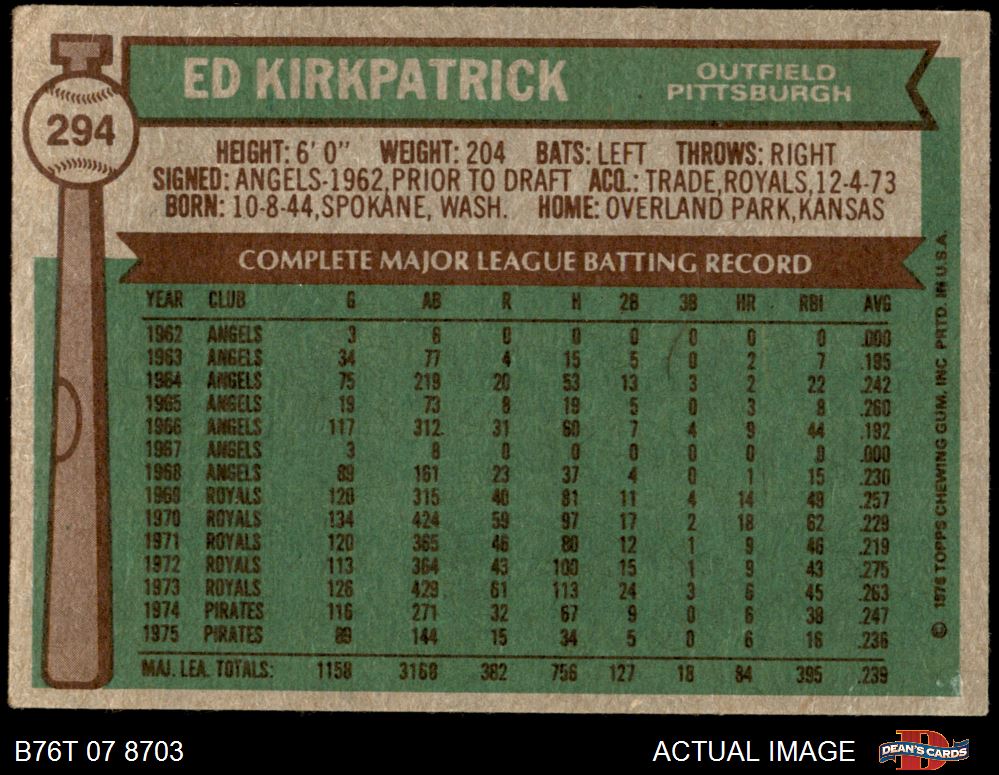 ED KIRKPATRICK
OUTFIELD
PITTSBURGH
294
HEIGHT: 6' 0" WEIGHT: 204 BATS: LEFT THROWS: RIGHT
SIGNED: ANGELS-1962, PRIOR TO DRAFT ACQ.: TRADE, ROYALS, 12-4-73
BORN: 10-8-44, SPOKANE, WASH. HOME: OVERLAND PARK, KANSAS
COMPLETE MAJOR LEAGUE BATTING RECORD
YEAR CLUB G AB R H 2B 3B HR RBI AVG
1962 ANGELS 3 6 0 0 0 0 0 0 .000
1963 ANGELS 34 77 4 15 5 0 2 7 .195
1964 ANGELS 75 219 20 53 13 3 2 22 .242
1965 ANGELS 19 73 8 19 5 0 3 8 .260
1966 ANGELS 117 312 31 60 7 4 9 44 .192
1967 ANGELS 3 8 0 0 0 0 0 0 .000
1968 ANGELS 89 161 23 37 4 0 1 15 .230
1969 ROYALS 120 315 40 81 11 4 14 49 .257
1970 ROYALS 134 424 59 97 17 2 18 62 .229
1971 ROYALS 120 365 46 80 12 1 9 46 .219
1972 ROYALS 113 364 43 100 15 1 9 43 .275
1973 ROYALS 126 429 61 113 24 3 6 45 .263
1974 PIRATES 116 271 32 67 9 0 6 38 .247
1975 PIRATES 89 144 15 34 5 0 6 16 .236
MAJ. LEA. TOTALS: 1158 3168 382 756 127 18 84 395 .239
© 1976 TOPPS CHEWING GUM, INC. PRTD. IN U.S.A.
B76T 07 8703
ACTUAL IMAGE
D
DEAN'S CARDS